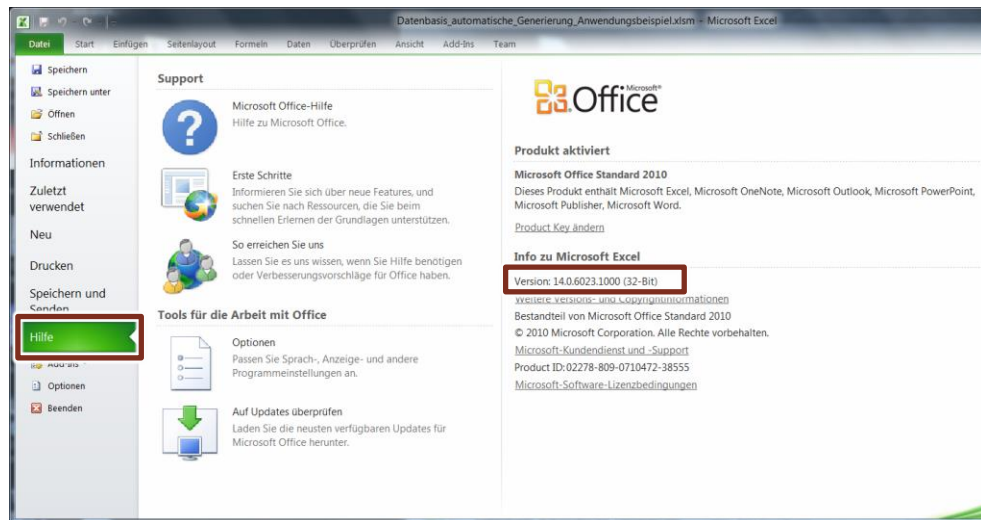 Datenbasis_automatische_Generierung_Anwendungsbeispiel.xlsm - Microsoft Excel
Datei Start Einfügen Seitenlayout Formeln Daten Überprüfen Ansicht Add-Ins Team
Speichern
Speichern unter
Öffnen
Schließen
Informationen
Zuletzt
verwendet
Neu
Drucken
Speichern und
Senden
Hilfe
Add-Ins
Optionen
Beenden
Support
Microsoft Office-Hilfe
Hilfe zu Microsoft Office.
Erste Schritte
Informieren Sie sich über neue Features, und
suchen Sie nach Ressourcen, die Sie beim
schnellen Erlernen der Grundlagen unterstützen.
So erreichen Sie uns
Lassen Sie es uns wissen, wenn Sie Hilfe benötigen
oder Verbesserungsvorschläge für Office haben.
Tools für die Arbeit mit Office
Optionen
Passen Sie Sprach-, Anzeige- und andere
Programmeinstellungen an.
Auf Updates überprüfen
Laden Sie die neusten verfügbaren Updates für
Microsoft Office herunter.
Microsoft®
Office
Produkt aktiviert
Microsoft Office Standard 2010
Dieses Produkt enthält Microsoft Excel, Microsoft OneNote, Microsoft Outlook, Microsoft PowerPoint,
Microsoft Publisher, Microsoft Word.
Product Key ändern
Info zu Microsoft Excel
Version: 14.0.6023.1000 (32-Bit)
Weitere Versions- und Copyrightinformationen
Bestandteil von Microsoft Office Standard 2010
© 2010 Microsoft Corporation. Alle Rechte vorbehalten.
Microsoft-Kundendienst und -Support
Product ID: 02278-809-0710472-38555
Microsoft-Software-Lizenzbedingungen